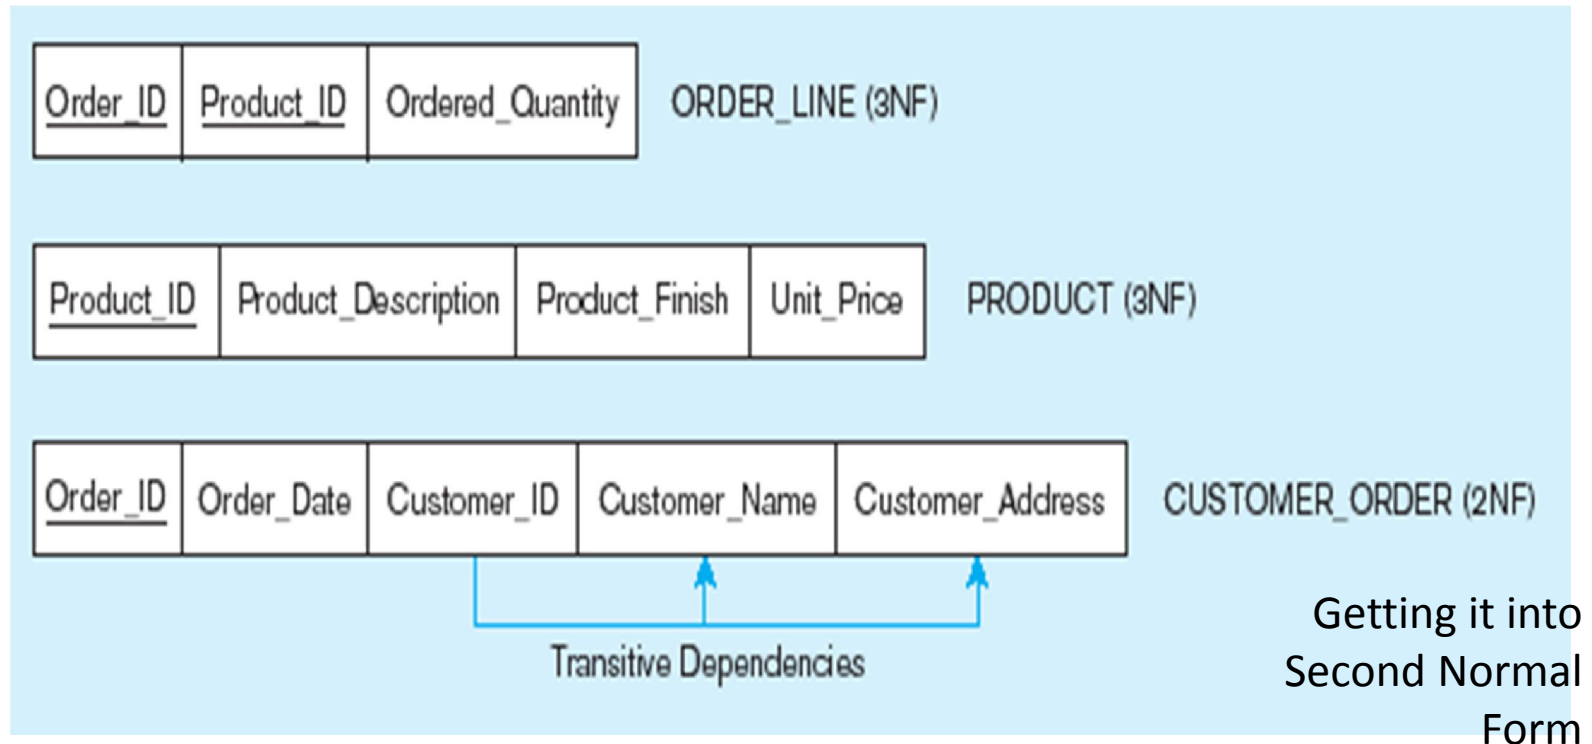 Order_ID Product_ID Ordered_Quantity ORDER_LINE (3NF)
Product_ID Product_Description Product_Finish Unit_Price PRODUCT (3NF)
Order_ID Order_Date Customer_ID Customer_Name Customer_Address CUSTOMER_ORDER (2NF)
Transitive Dependencies
Getting it into
Second Normal
Form